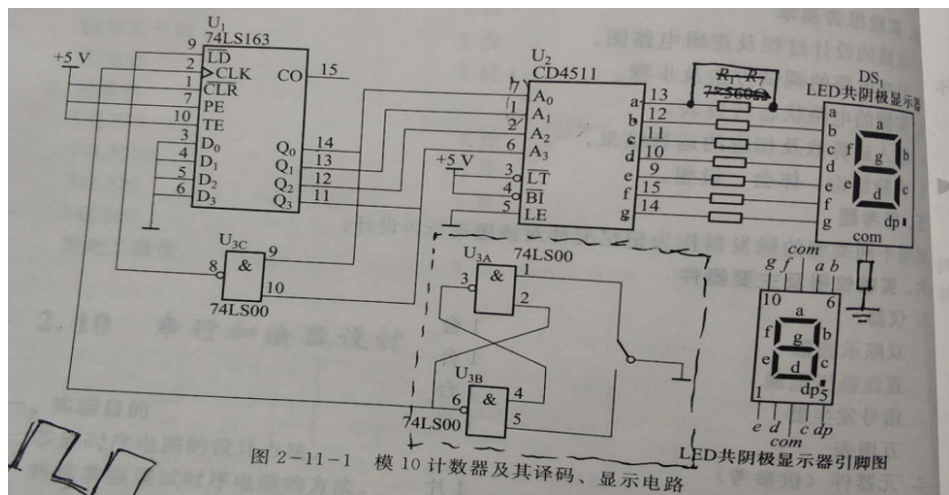 U1
74LS163
+5 V
9 LD
2 CLK
1 CLR
7 PE
10 TE
3 D0
4 D1
5 D2
6 D3
CO 15
Q0 14
Q1 13
Q2 12
Q3 11
U2
CD4511
7 A0
1 A1
2 A2
6 A3
+5 V
3 LT
4 BI
5 LE
a 13
b 12
c 11
d 10
e 9
f 15
g 14
R1 R7
7×560Ω
DS1
LED共阴极显示器
a
b
c
d
e
f
g
a
f g b
e d c
dp
com
U3C
8 & 9
10
74LS00
U3A
74LS00
3 & 1
2
U3B
6 & 4
5
74LS00
com
g f a b
10 6
a
f g b
e d c
dp
1 5
e d c dp
com
LED共阴极显示器引脚图
图 2-11-1 模 10 计数器及其译码、显示电路